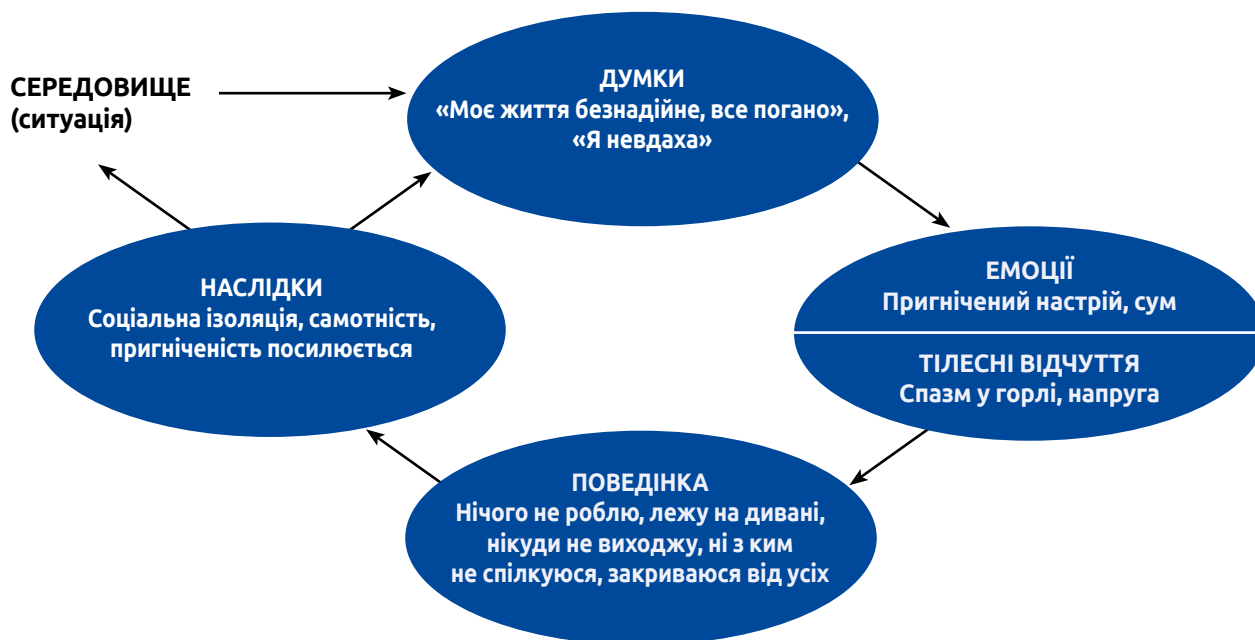 СЕРЕДОВИЩЕ
(ситуація)
ДУМКИ
«Моє життя безнадійне, все погано»,
«Я невдаха»
ЕМОЦІЇ
Пригнічений настрій, сум
ТІЛЕСНІ ВІДЧУТТЯ
Спазм у горлі, напруга
ПОВЕДІНКА
Нічого не роблю, лежу на дивані,
нікуди не виходжу, ні з ким
не спілкуюся, закриваюся від усіх
НАСЛІДКИ
Соціальна ізоляція, самотність,
пригніченість посилюється